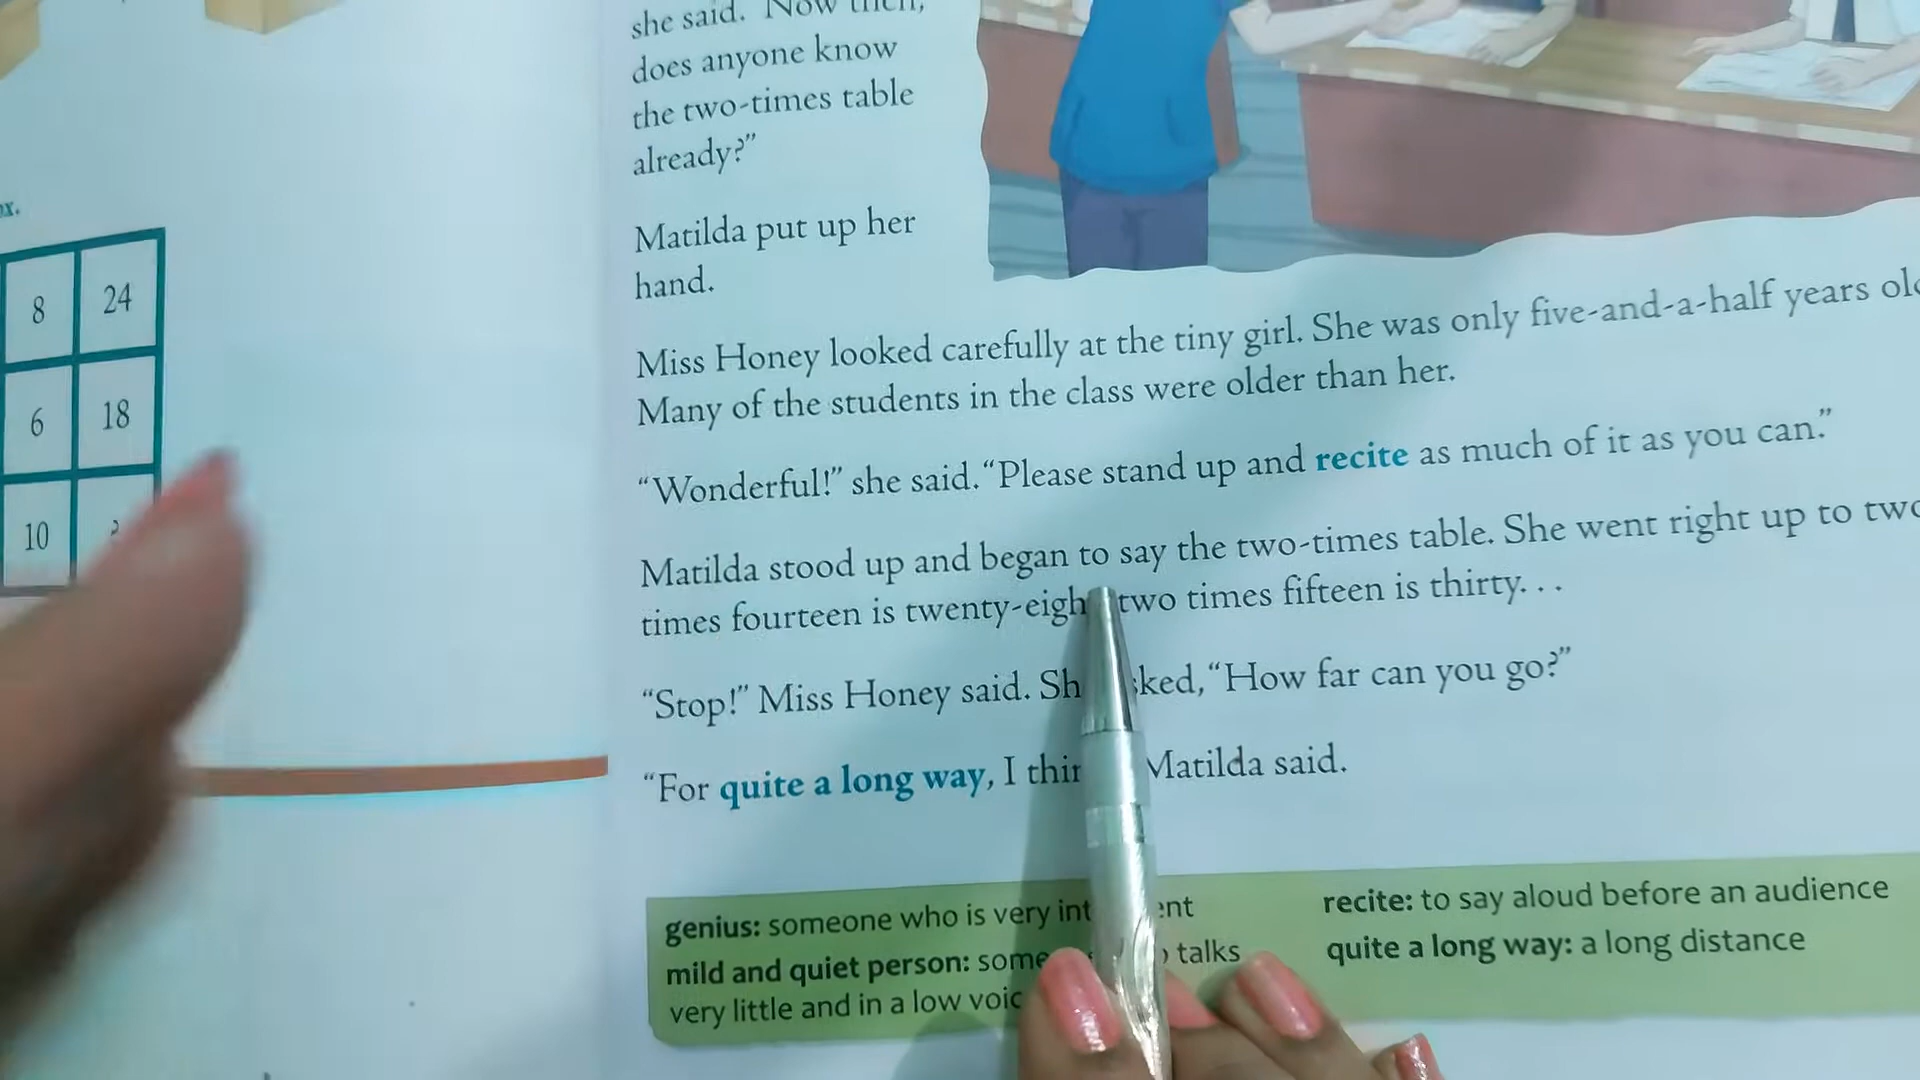 she said. Now then,
does anyone know
the two-times table
already?”
Matilda put up her
hand.
Miss Honey looked carefully at the tiny girl. She was only five-and-a-half years
Many of the students in the class were older than her.
“Wonderful!” she said. “Please stand up and recite as much of it as you can.”
Matilda stood up and began to say the two-times table. She went right up to
times fourteen is twenty-eigh two times fifteen is thirty. . .
“Stop!” Miss Honey said. Sh ked, “How far can you go?”
“For quite a long way, I thin Matilda said.
genius: someone who is very int ent
mild and quiet person: some talks
very little and in a low voic
recite: to say aloud before an audience
quite a long way: a long distance
8 24
6 18
10